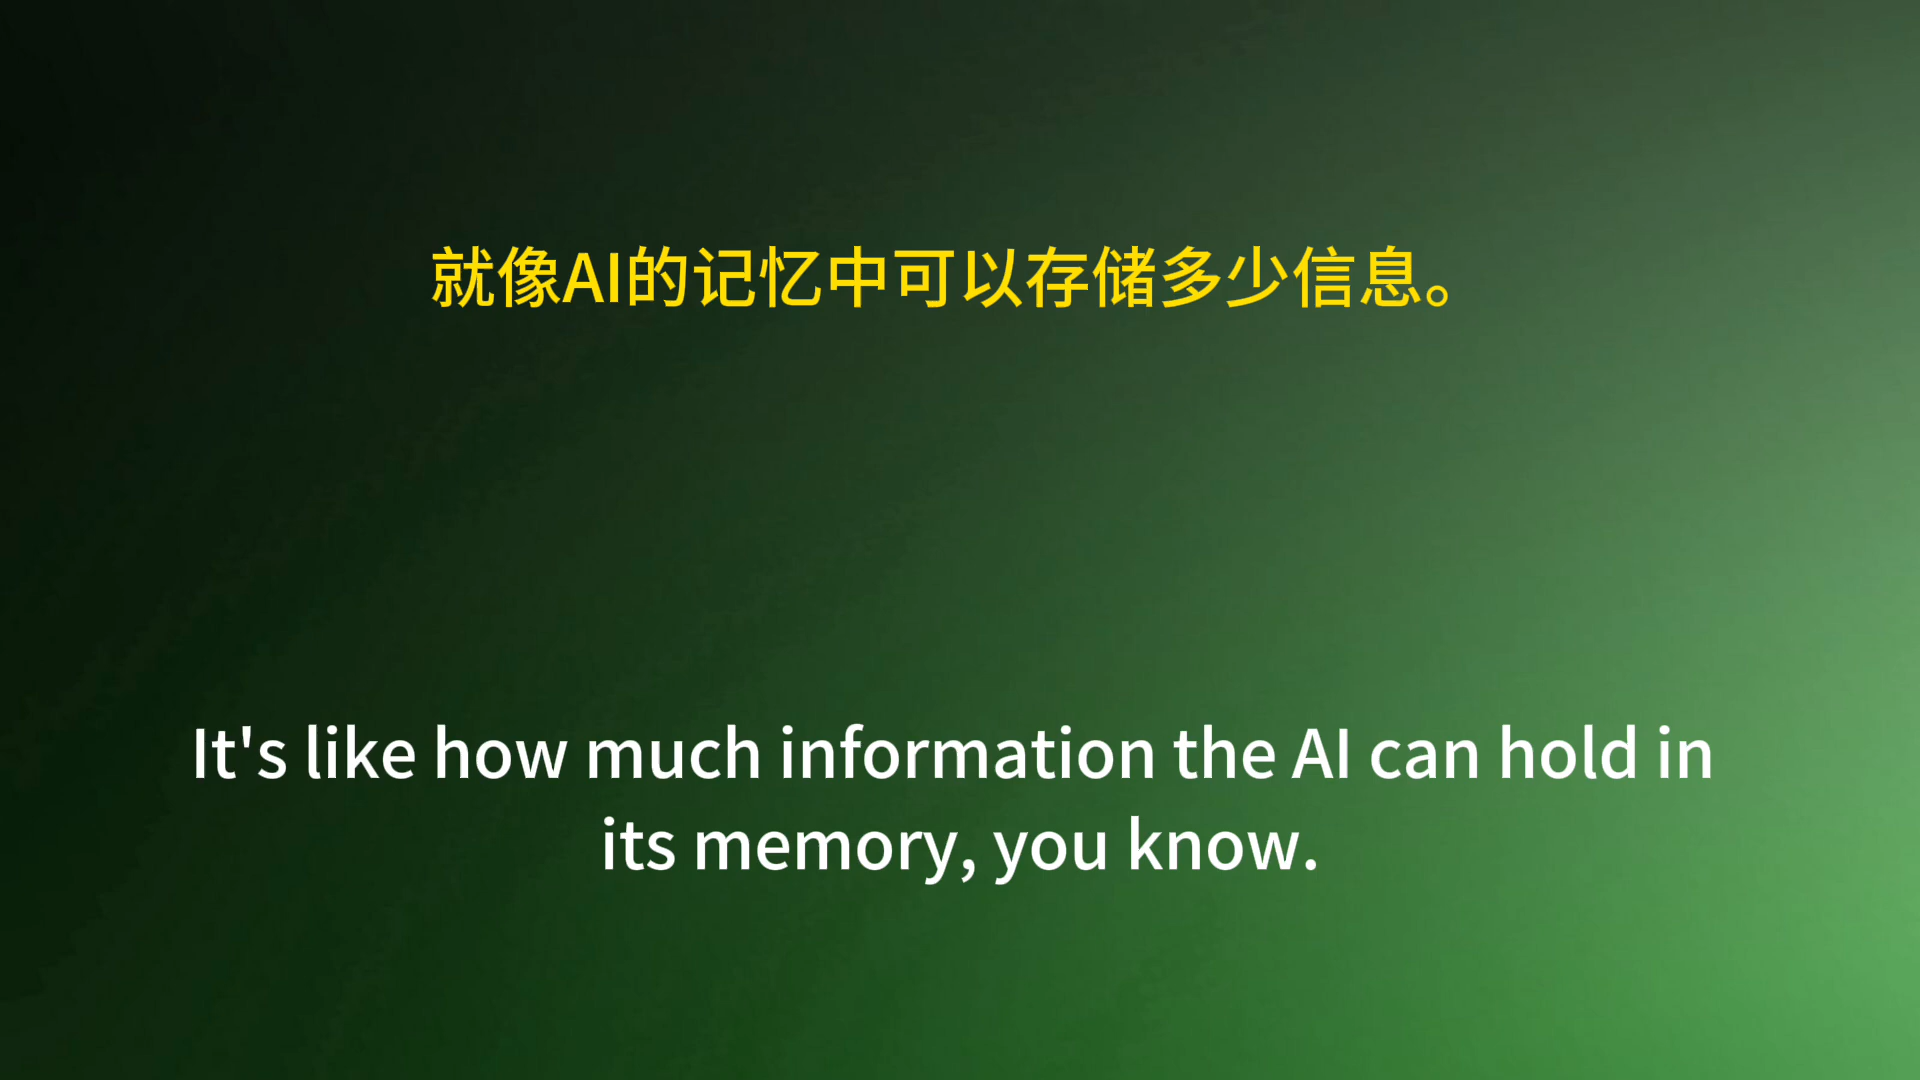 就像AI的记忆中可以存储多少信息。
It's like how much information the AI can hold in
its memory, you know.